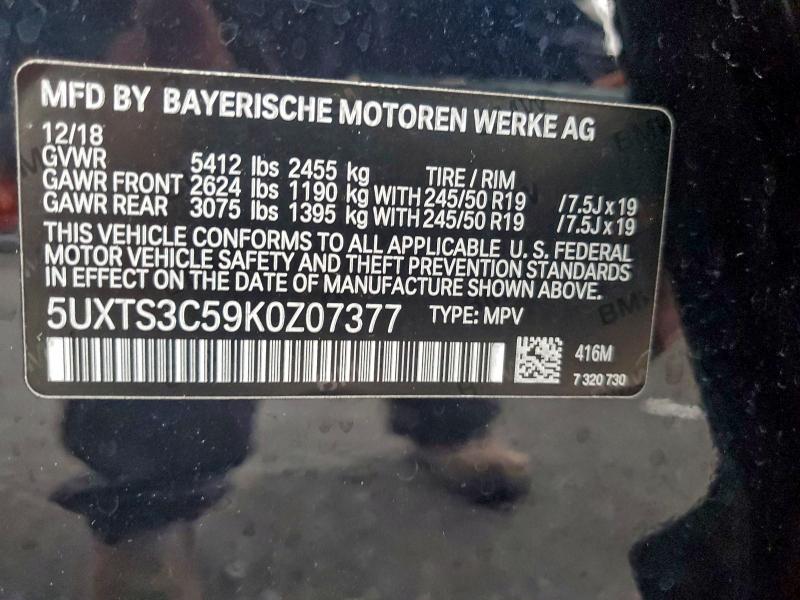 MFD BY BAYERISCHE MOTOREN WERKE AG
12/18
GVWR 5412 lbs 2455 kg TIRE / RIM
GAWR FRONT 2624 lbs 1190 kg WITH 245/50 R19 /7.5J x 19
GAWR REAR 3075 lbs 1395 kg WITH 245/50 R19 /7.5J x 19
THIS VEHICLE CONFORMS TO ALL APPLICABLE U. S. FEDERAL
MOTOR VEHICLE SAFETY AND THEFT PREVENTION STANDARDS
IN EFFECT ON THE DATE OF MANUFACTURE SHOWN ABOVE.
5UXTS3C59K0Z07377 TYPE: MPV
416M
7 320 730